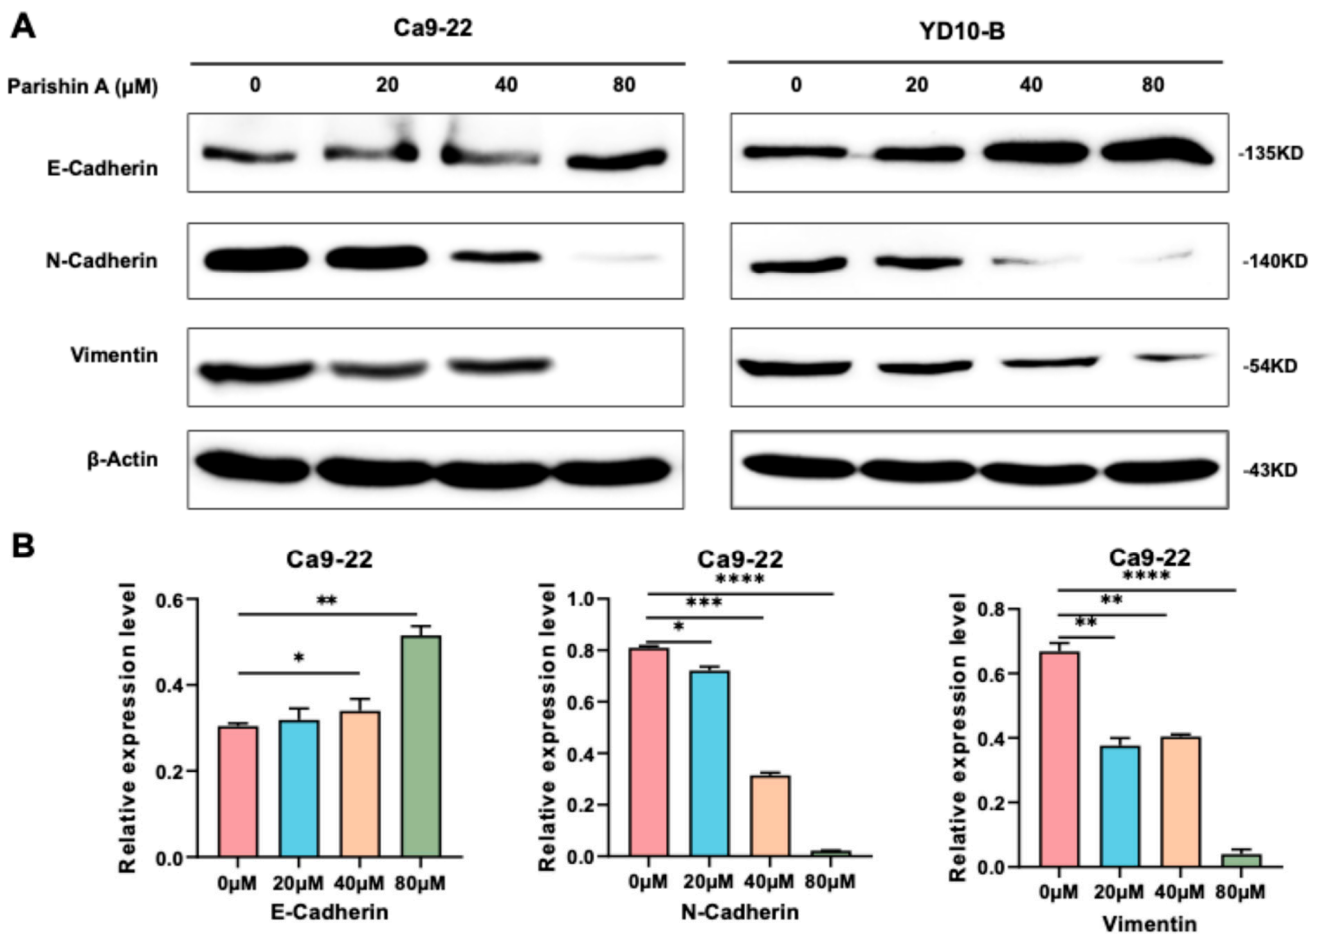 A
Ca9-22 YD10-B
Parishin A (μM) 0 20 40 80 0 20 40 80
E-Cadherin -135KD
N-Cadherin -140KD
Vimentin -54KD
β-Actin -43KD
B
Ca9-22
Relative expression level
0.6
0.4
0.2
0.0
**
*
0μM 20μM 40μM 80μM
E-Cadherin
Ca9-22
Relative expression level
1.0
0.8
0.6
0.4
0.2
0.0
****
***
*
0μM 20μM 40μM 80μM
N-Cadherin
Ca9-22
Relative expression level
0.8
0.6
0.4
0.2
0.0
****
**
**
0μM 20μM 40μM 80μM
Vimentin